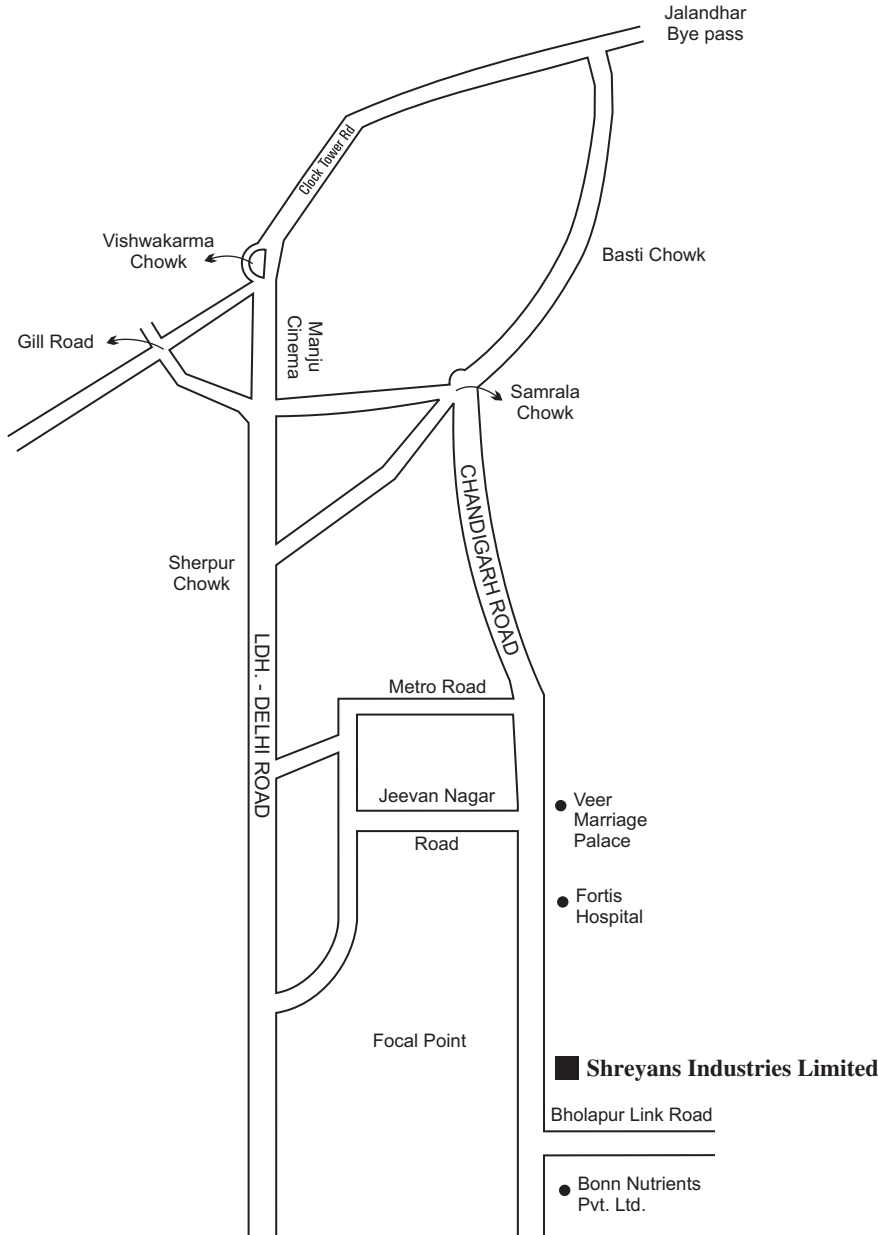 Jalandhar
Bye pass
Clock Tower Rd
Vishwakarma
Chowk
Basti Chowk
Gill Road
Manju
Cinema
Samrala
Chowk
CHANDIGARH ROAD
Sherpur
Chowk
LDH. - DELHI ROAD
Metro Road
Jeevan Nagar
Road
Veer
Marriage
Palace
Fortis
Hospital
Focal Point
Shreyans Industries Limited
Bholapur Link Road
Bonn Nutrients
Pvt. Ltd.